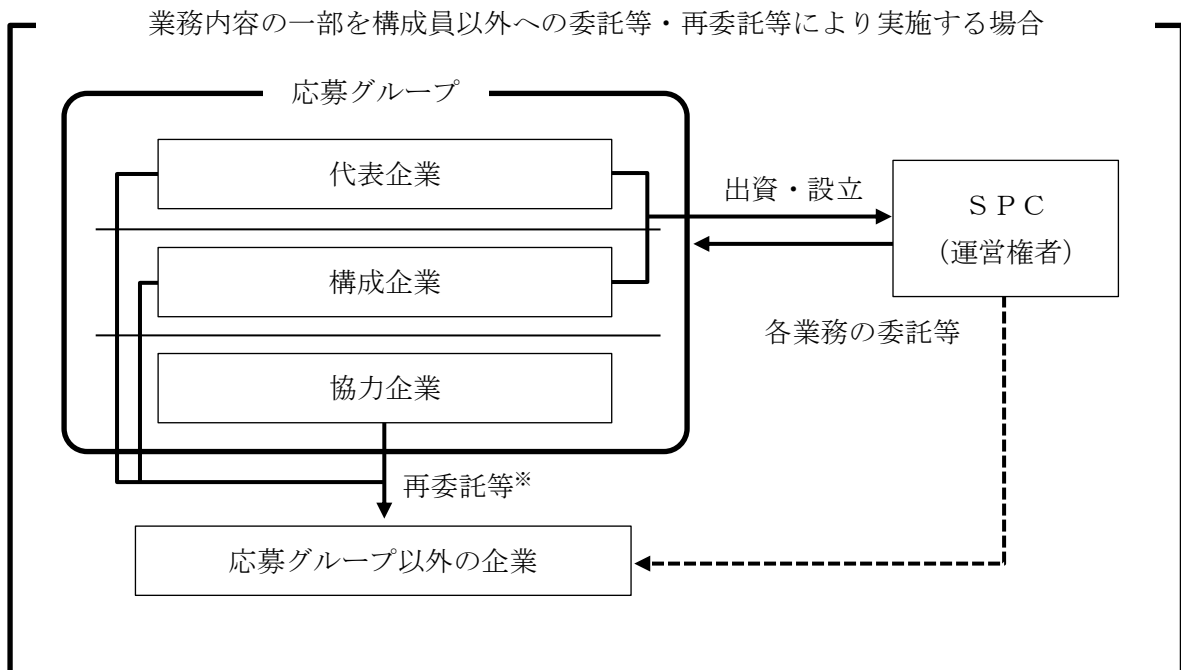 業務内容の一部を構成員以外への委託等・再委託等により実施する場合
応募グループ
代表企業
出資・設立
ＳＰＣ
（運営権者）
構成企業
各業務の委託等
協力企業
再委託等※
応募グループ以外の企業